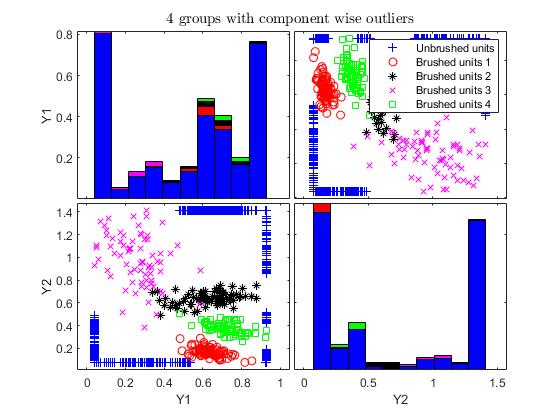 4 groups with component wise outliers
0.8
0.6
0.4
0.2
Y1
Unbrushed units
Brushed units 1
Brushed units 2
Brushed units 3
Brushed units 4
1.4
1.2
1
0.8
0.6
0.4
0.2
Y2
0 0.2 0.4 0.6 0.8 1
Y1
0 0.5 1 1.5
Y2